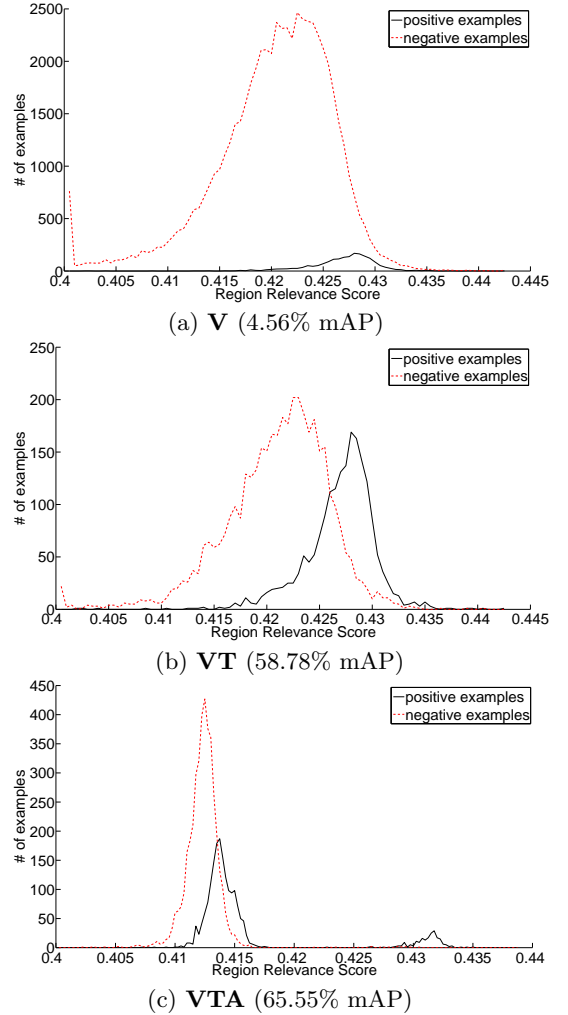 2500
2000
1500
1000
500
0
# of examples
positive examples
negative examples
0.4 0.405 0.41 0.415 0.42 0.425 0.43 0.435 0.44 0.445
Region Relevance Score
(a) V (4.56% mAP)
250
200
150
100
50
0
# of examples
positive examples
negative examples
0.4 0.405 0.41 0.415 0.42 0.425 0.43 0.435 0.44 0.445
Region Relevance Score
(b) VT (58.78% mAP)
450
400
350
300
250
200
150
100
50
0
# of examples
positive examples
negative examples
0.4 0.405 0.41 0.415 0.42 0.425 0.43 0.435 0.44
Region Relevance Score
(c) VTA (65.55% mAP)